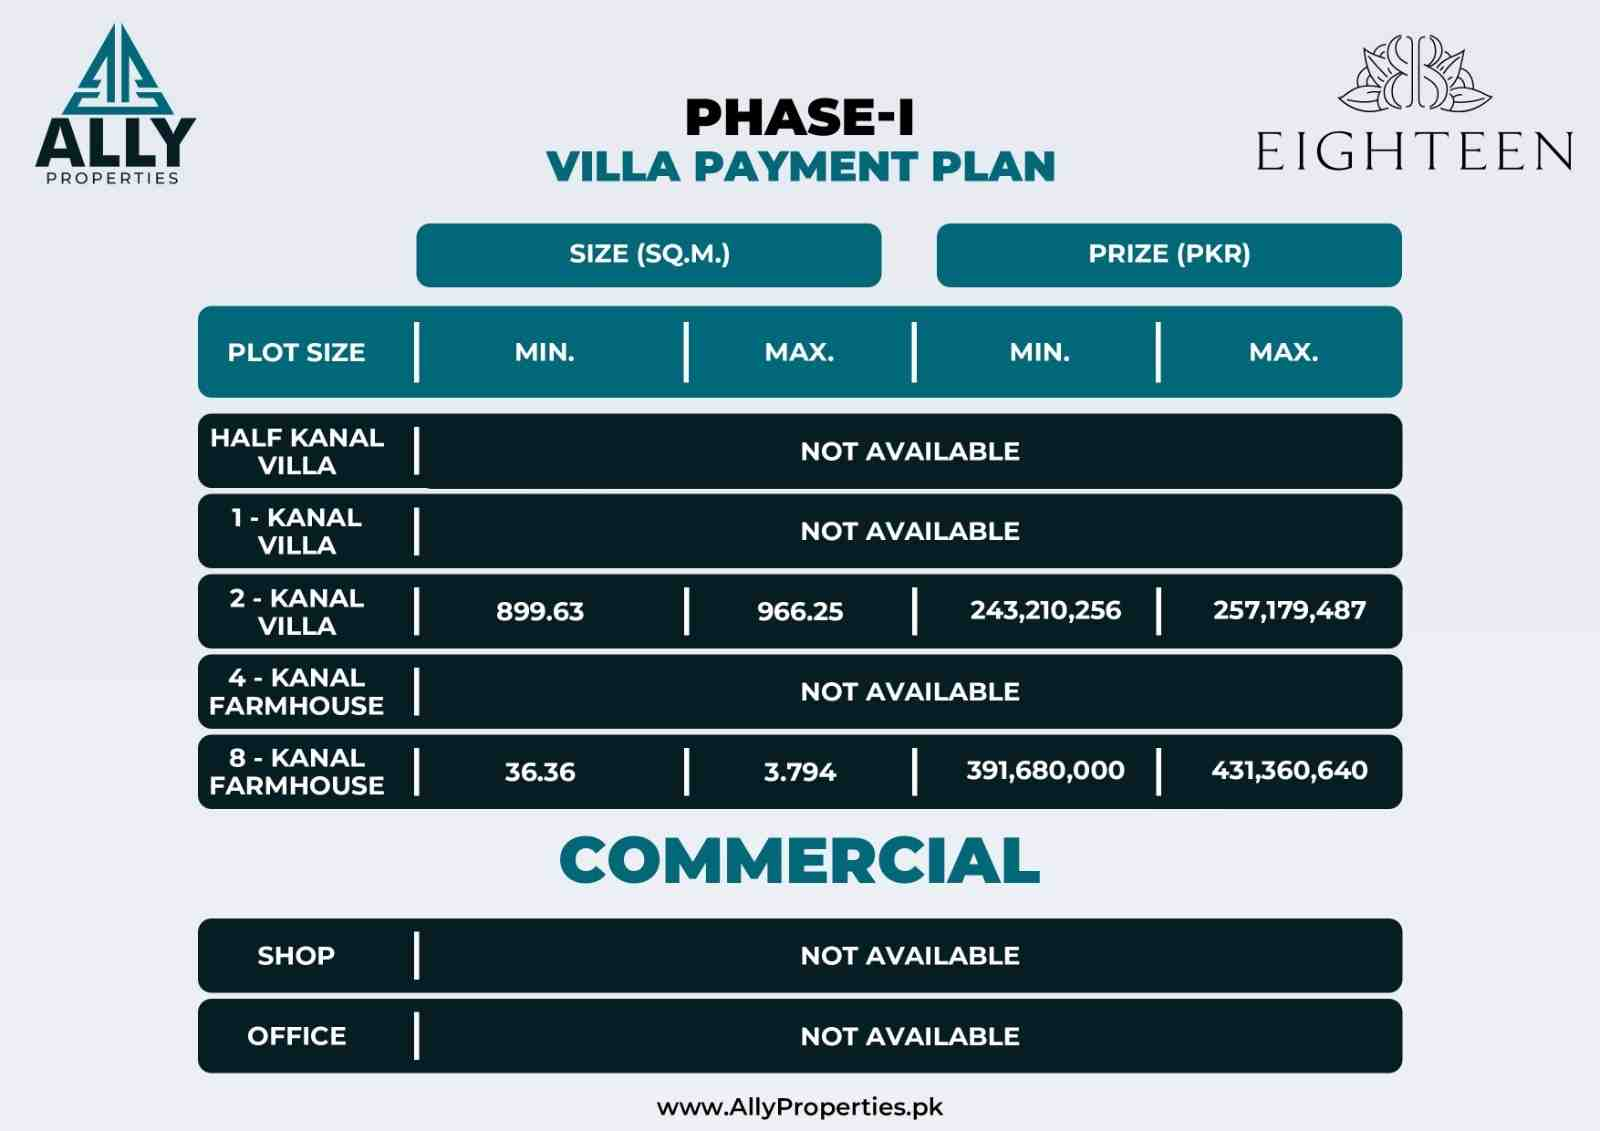 ALLY
PROPERTIES
PHASE-I
VILLA PAYMENT PLAN
EIGHTEEN
SIZE (SQ.M.) PRIZE (PKR)
PLOT SIZE MIN. MAX. MIN. MAX.
HALF KANAL
VILLA
NOT AVAILABLE
1 - KANAL
VILLA
NOT AVAILABLE
2 - KANAL
VILLA
899.63 966.25 243,210,256 257,179,487
4 - KANAL
FARMHOUSE
NOT AVAILABLE
8 - KANAL
FARMHOUSE
36.36 3.794 391,680,000 431,360,640
COMMERCIAL
SHOP NOT AVAILABLE
OFFICE NOT AVAILABLE
www.AllyProperties.pk